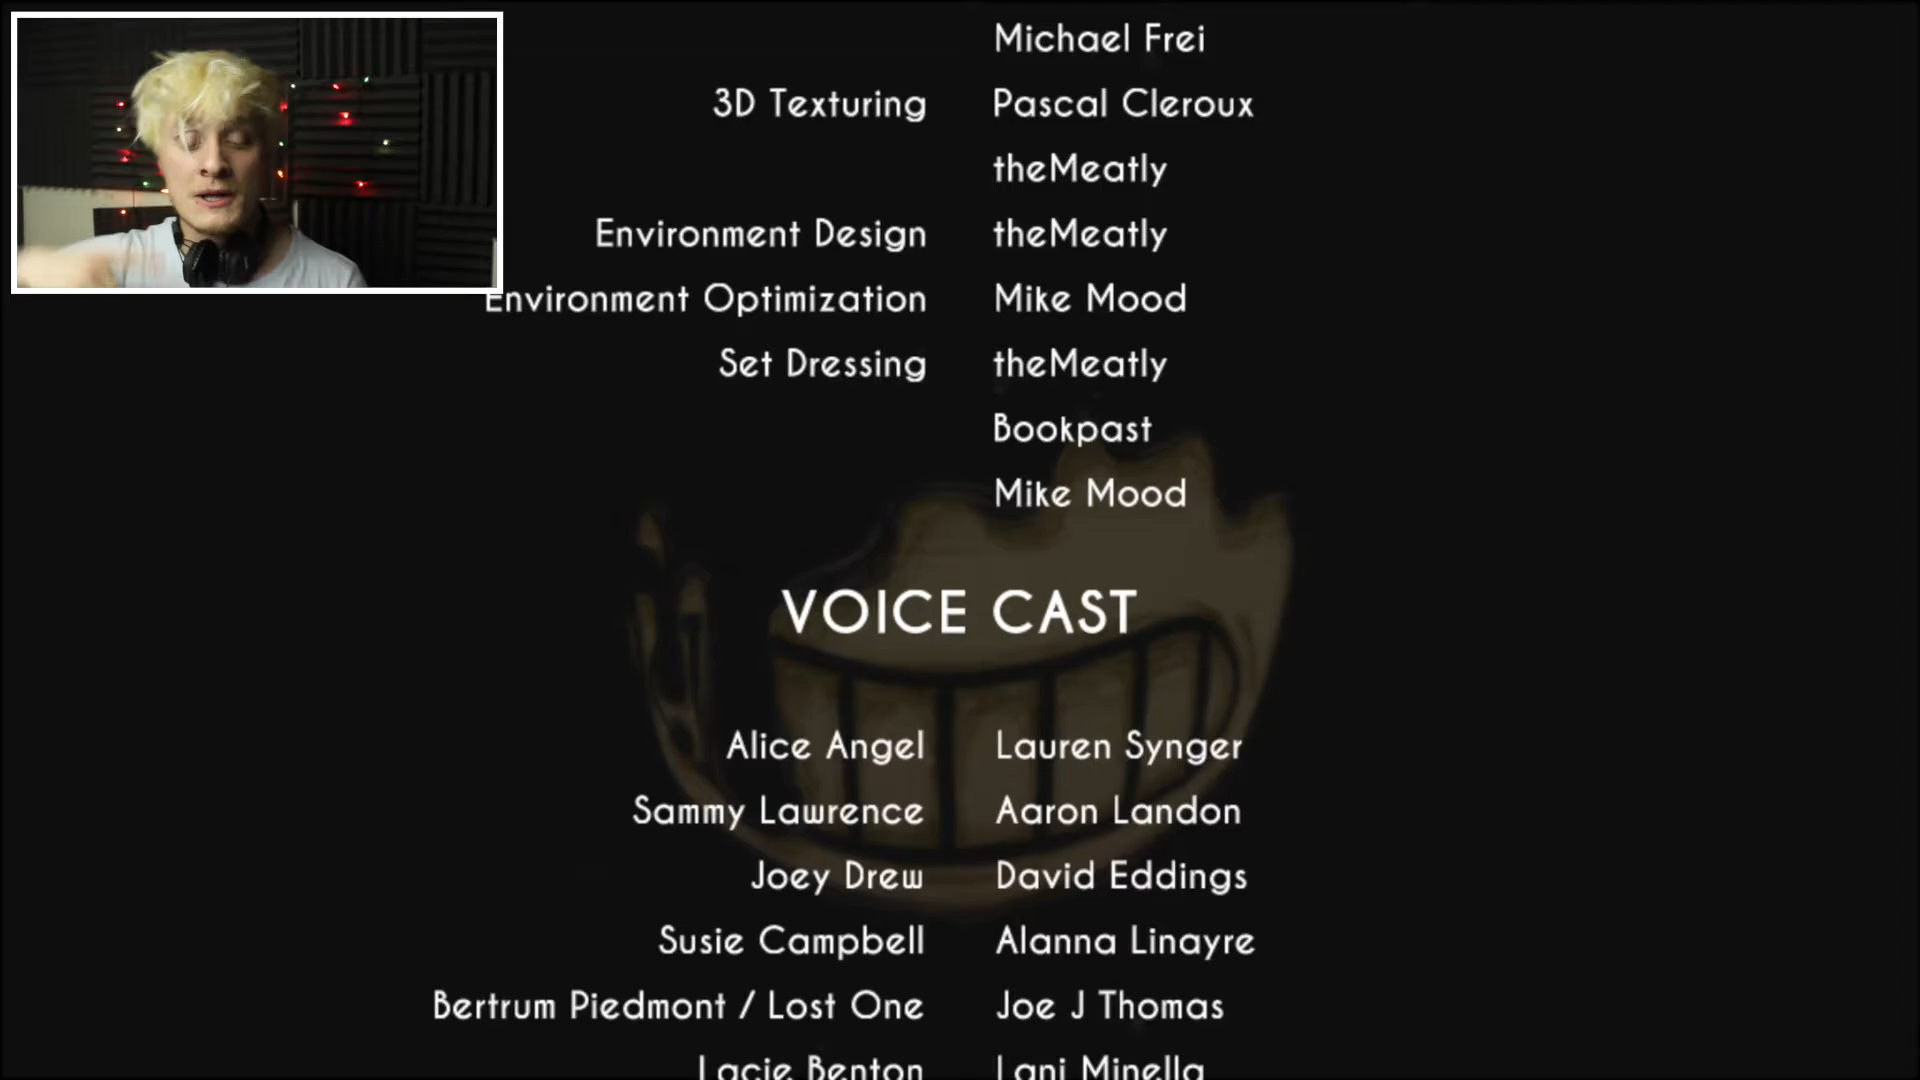 Michael Frei
3D Texturing Pascal Cleroux
theMeatly
Environment Design theMeatly
Environment Optimization Mike Mood
Set Dressing theMeatly
Bookpast
Mike Mood
VOICE CAST
Alice Angel Lauren Synger
Sammy Lawrence Aaron Landon
Joey Drew David Eddings
Susie Campbell Alanna Linayre
Bertrum Piedmont / Lost One Joe J Thomas
Lacie Benton Lani Minella